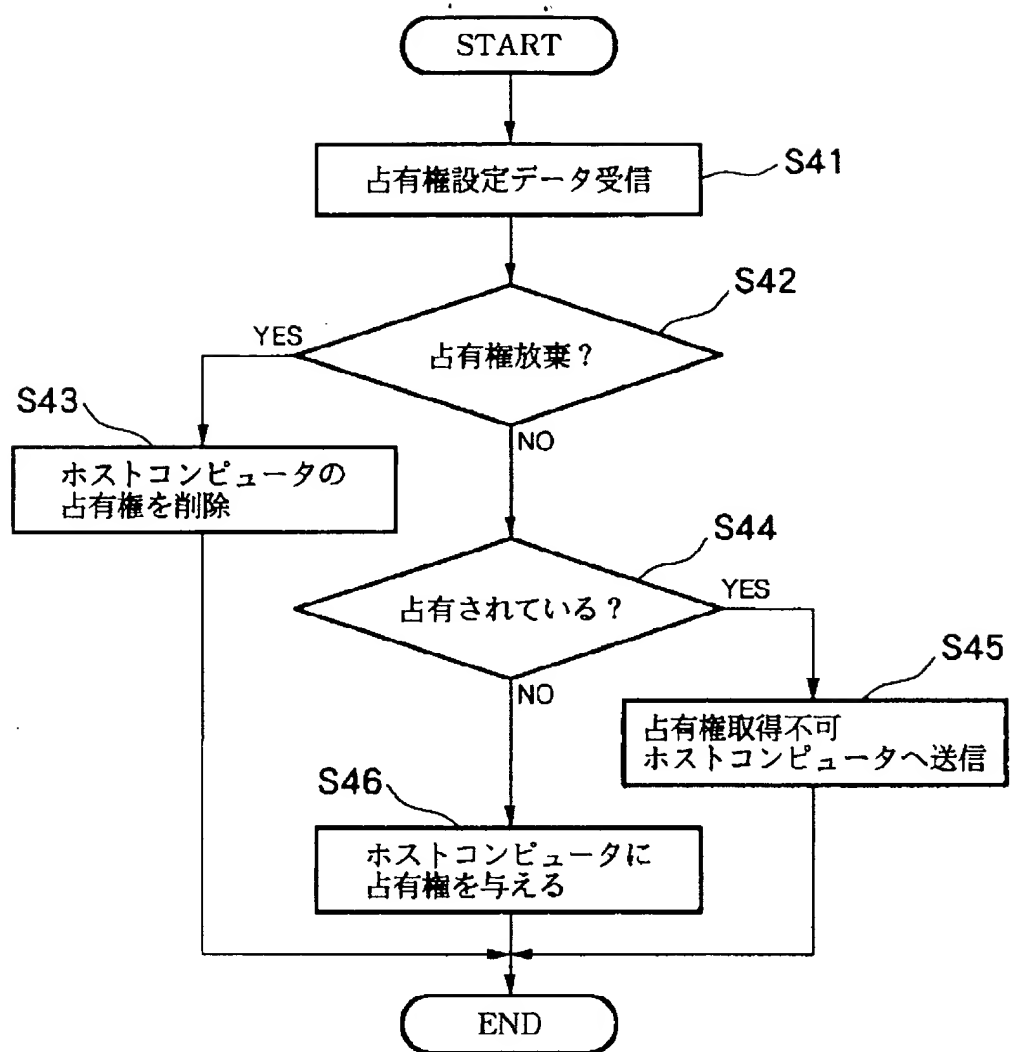 START
占有権設定データ受信
S41
S42
占有権放棄？
YES
NO
S43
ホストコンピュータの
占有権を削除
S44
占有されている？
YES
NO
S45
占有権取得不可
ホストコンピュータへ送信
S46
ホストコンピュータに
占有権を与える
END